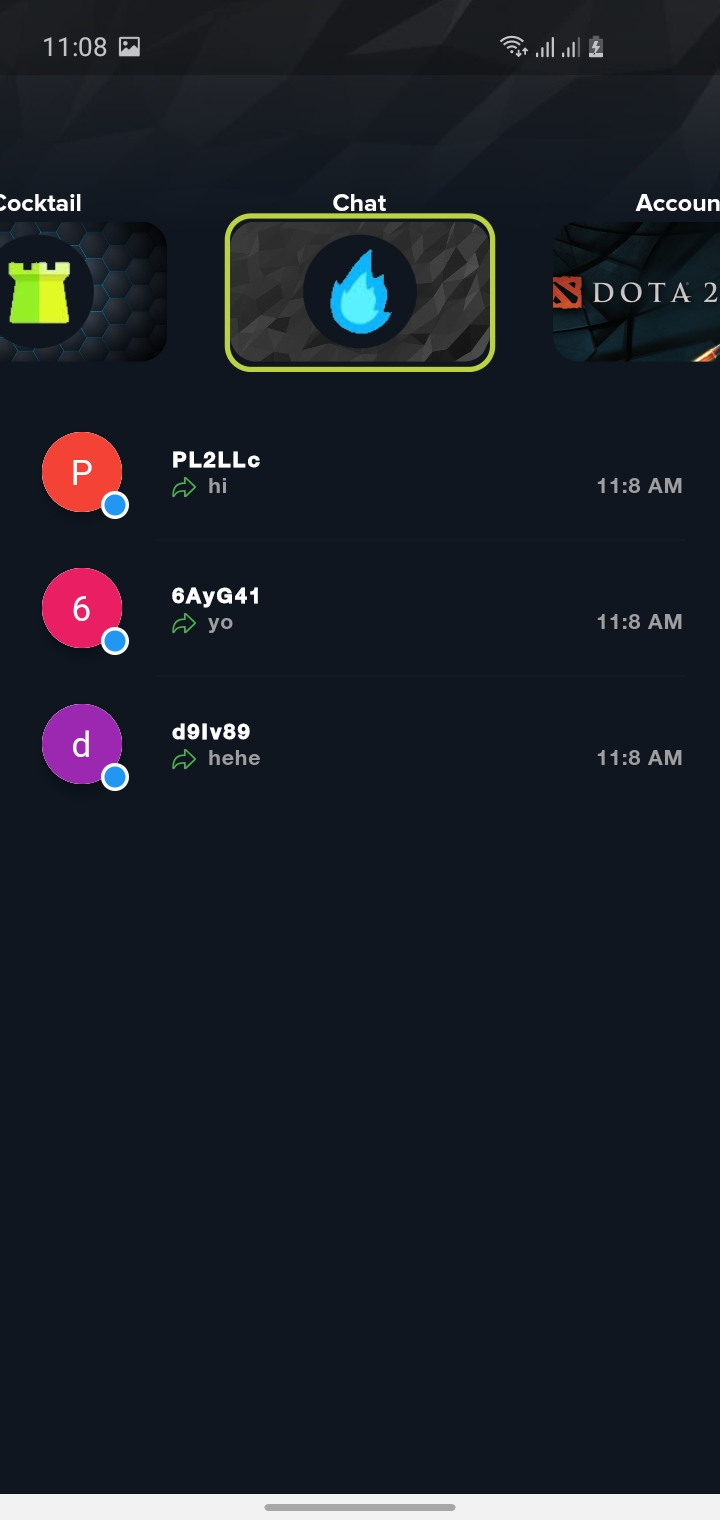 11:08
Cocktail
Chat
Accoun
DOTA 2
P
PL2LLc
hi
11:8 AM
6
6AyG41
yo
11:8 AM
d
d9Iv89
hehe
11:8 AM